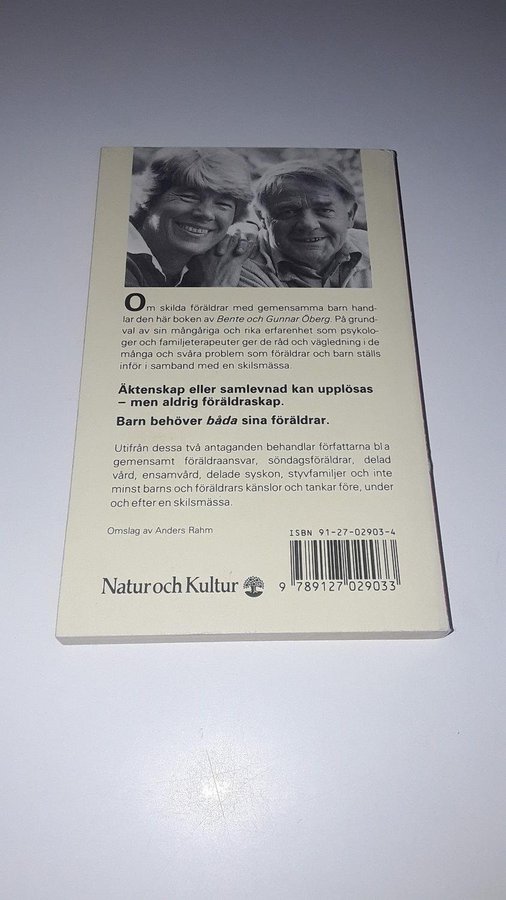 Om skilda föräldrar med gemensamma barn hand-
lar den här boken av Bente och Gunnar Öberg. På grund-
val av sin mångåriga och rika erfarenhet som psykolo-
ger och familjeterapeuter ger de råd och vägledning i de
många och svåra problem som föräldrar och barn ställs
inför i samband med en skilsmässa.
Äktenskap eller samlevnad kan upplösas
– men aldrig föräldraskap.
Barn behöver båda sina föräldrar.
Utifrån dessa två antaganden behandlar författarna bl a
gemensamt föräldraansvar, söndagsföräldrar, delad
vård, ensamvård, delade syskon, styvfamiljer och inte
minst barns och föräldrars känslor och tankar före, under
och efter en skilsmässa.
Omslag av Anders Rahm
ISBN 91-27-02903-4
Natur och Kultur
9 789127 029033